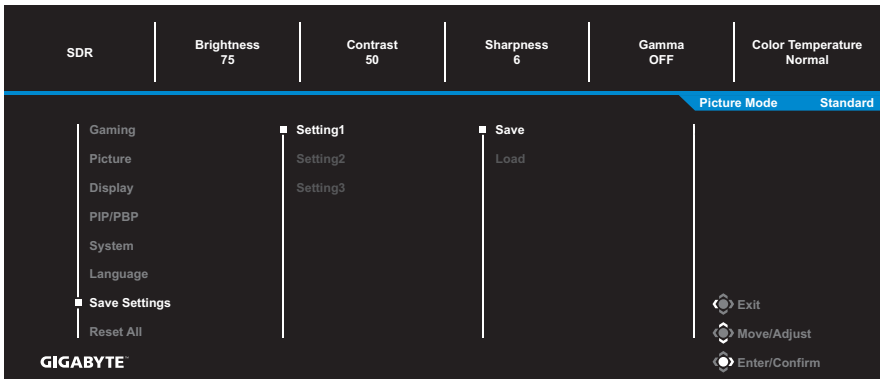 SDR
Brightness
75
Contrast
50
Sharpness
6
Gamma
OFF
Color Temperature
Normal
Picture Mode Standard
Gaming
Picture
Display
PIP/PBP
System
Language
Save Settings
Reset All
Setting1
Setting2
Setting3
Save
Load
Exit
Move/Adjust
Enter/Confirm
GIGABYTE™